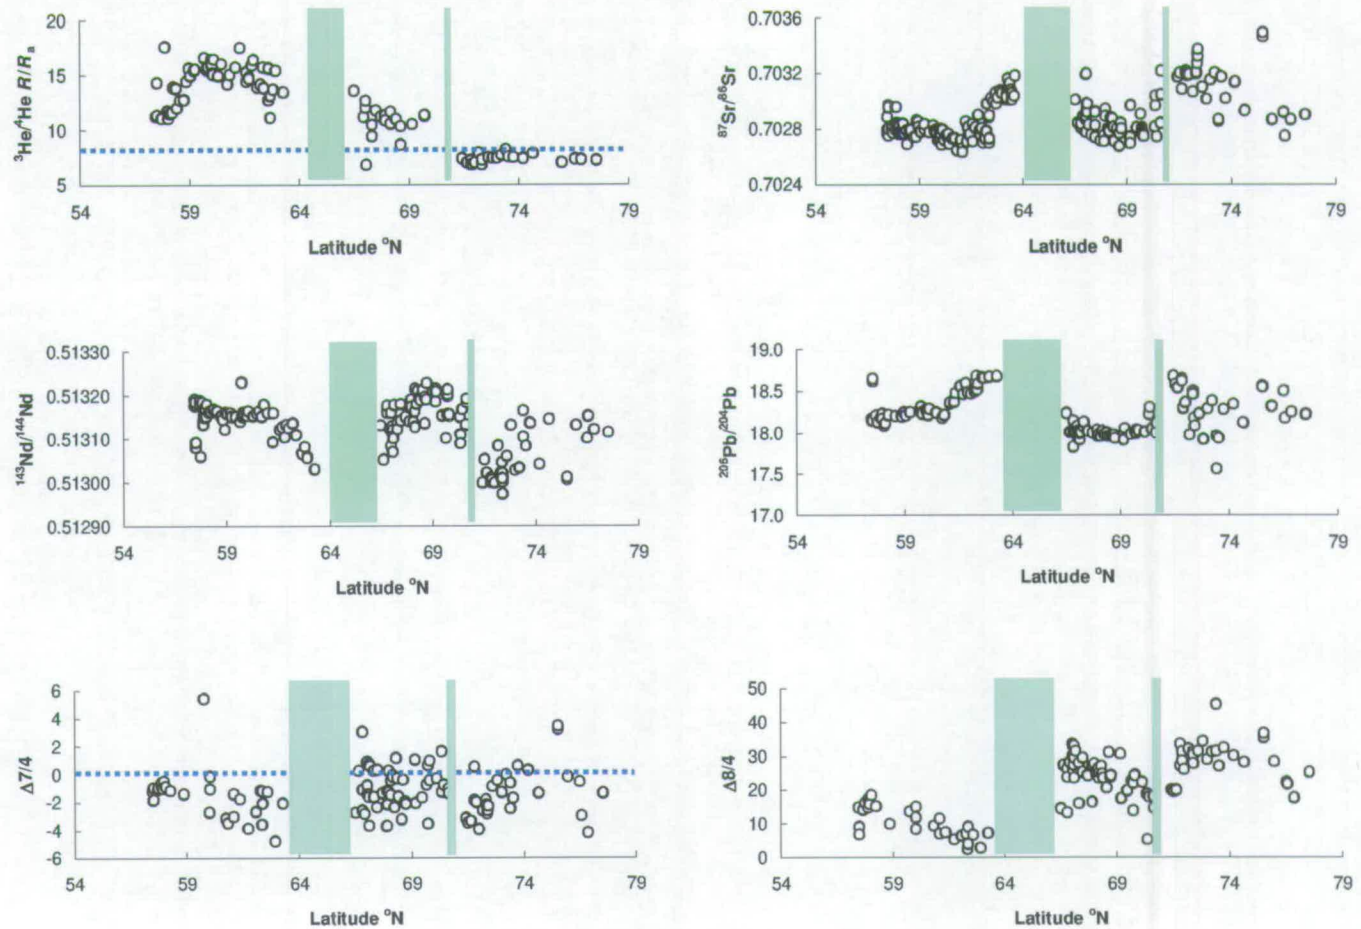 ³He/⁴He R/Rₐ
20
15
10
5
54 59 64 69 74 79
Latitude °N
⁸⁷Sr/⁸⁶Sr
0.7036
0.7032
0.7028
0.7024
54 59 64 69 74 79
Latitude °N
¹⁴³Nd/¹⁴⁴Nd
0.51330
0.51320
0.51310
0.51300
0.51290
54 59 64 69 74 79
Latitude °N
²⁰⁶Pb/²⁰⁴Pb
19.0
18.5
18.0
17.5
17.0
54 59 64 69 74 79
Latitude °N
Δ7/4
6
4
2
0
-2
-4
-6
54 59 64 69 74 79
Latitude °N
Δ8/4
50
40
30
20
10
0
54 59 64 69 74 79
Latitude °N